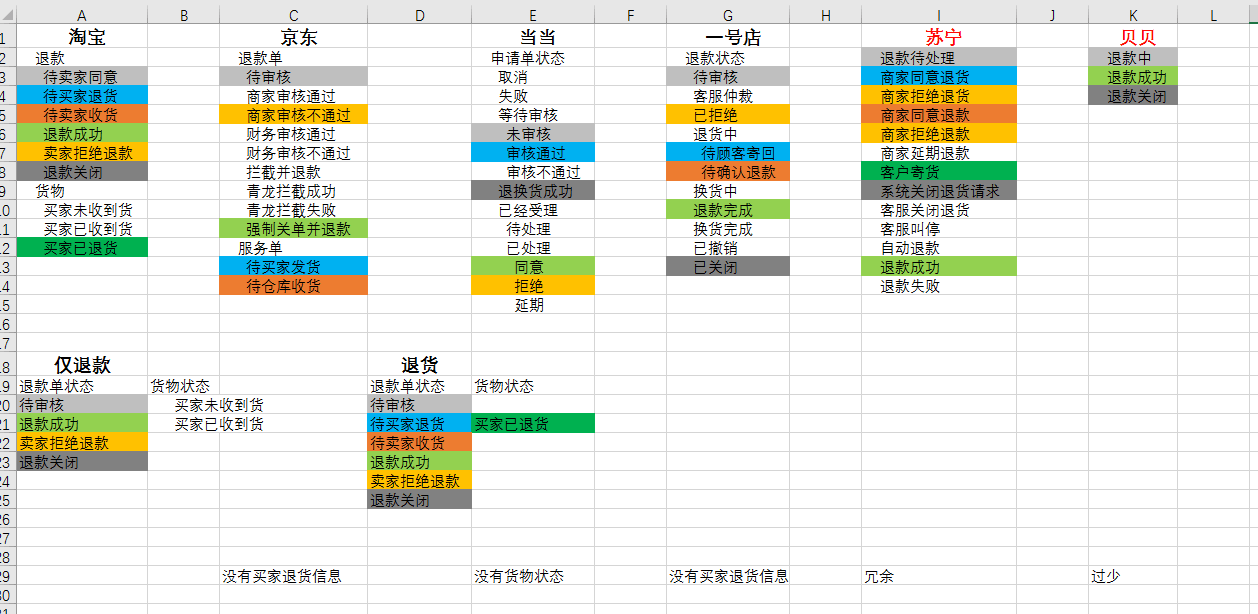 A B C D E F G H I J K L
1 淘宝 京东 当当 一号店 苏宁 贝贝
2 退款 退款单 申请单状态 退款状态 退款待处理 退款中
3 待卖家同意 待审核 取消 待审核 商家同意退货 退款成功
4 待买家退货 商家审核通过 失败 客服仲裁 商家拒绝退货 退款关闭
5 待卖家收货 商家审核不通过 等待审核 已拒绝 商家同意退款
6 退款成功 财务审核通过 未审核 退货中 商家拒绝退款
7 卖家拒绝退款 财务审核不通过 审核通过 待顾客寄回 商家延期退款
8 退款关闭 拦截并退款 审核不通过 待确认退款 客户寄货
9 货物 青龙拦截成功 退换货成功 换货中 系统关闭退货请求
10 买家未收到货 青龙拦截失败 已经受理 退款完成 客服关闭退货
11 买家已收到货 强制关单并退款 待处理 换货完成 客服叫停
12 买家已退货 服务单 已处理 已撤销 自动退款
13 待买家发货 同意 已关闭 退款成功
14 待仓库收货 拒绝 退款失败
15 延期
16
17
18 仅退款 退货
19 退款单状态 货物状态 退款单状态 货物状态
20 待审核 买家未收到货 待审核
21 退款成功 买家已收到货 待买家退货 买家已退货
22 卖家拒绝退款 待卖家收货
23 退款关闭 退款成功
24 卖家拒绝退款
25 退款关闭
26
27
28
29 没有买家退货信息 没有货物状态 没有买家退货信息 冗余 过少
30